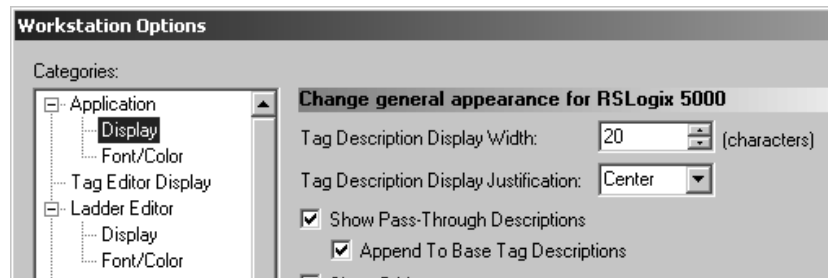 Workstation Options
Categories:
Application
Display
Font/Color
Tag Editor Display
Ladder Editor
Display
Font/Color
Change general appearance for RSLogix 5000
Tag Description Display Width: 20 (characters)
Tag Description Display Justification: Center
Show Pass-Through Descriptions
Append To Base Tag Descriptions